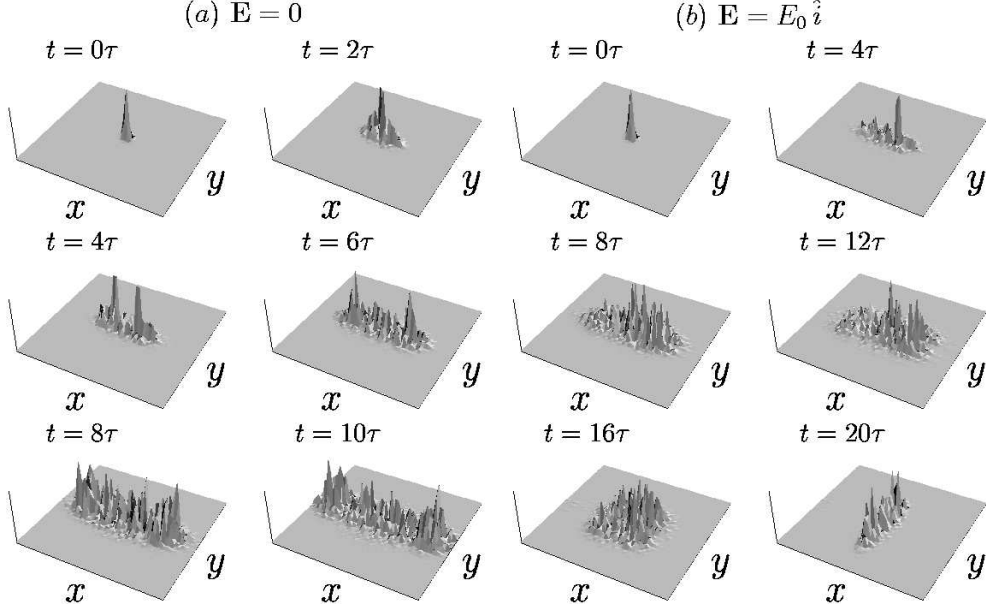 (a) E = 0
(b) E = E₀ î
t = 0τ
t = 2τ
t = 0τ
t = 4τ
x
y
x
y
x
y
x
y
t = 4τ
t = 6τ
t = 8τ
t = 12τ
x
y
x
y
x
y
x
y
t = 8τ
t = 10τ
t = 16τ
t = 20τ
x
y
x
y
x
y
x
y